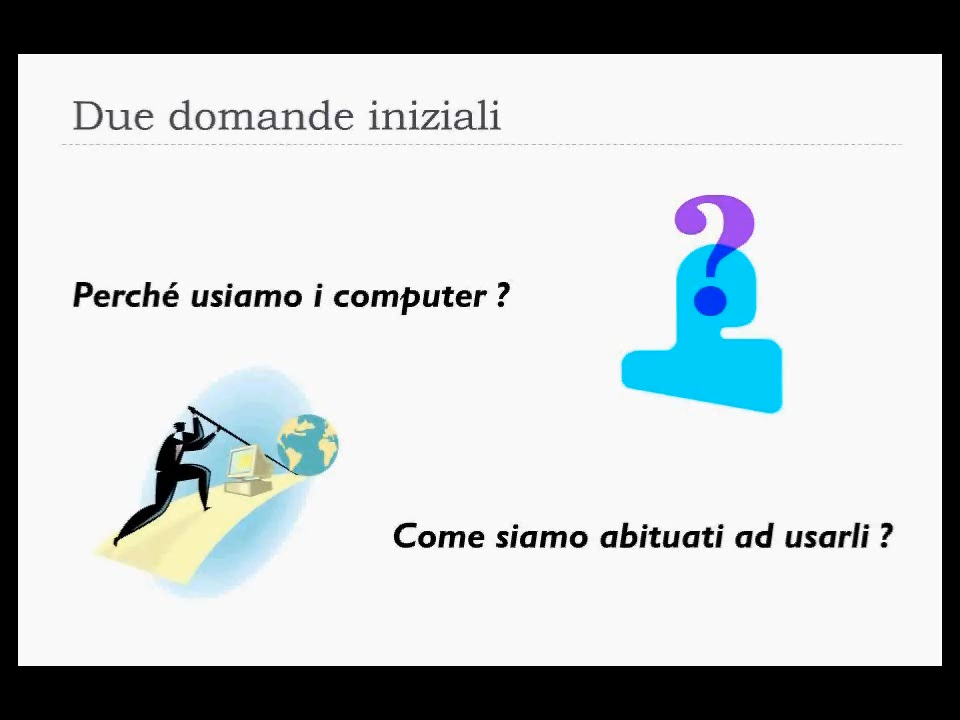 Due domande iniziali
Perché usiamo i computer ?
Come siamo abituati ad usarli ?